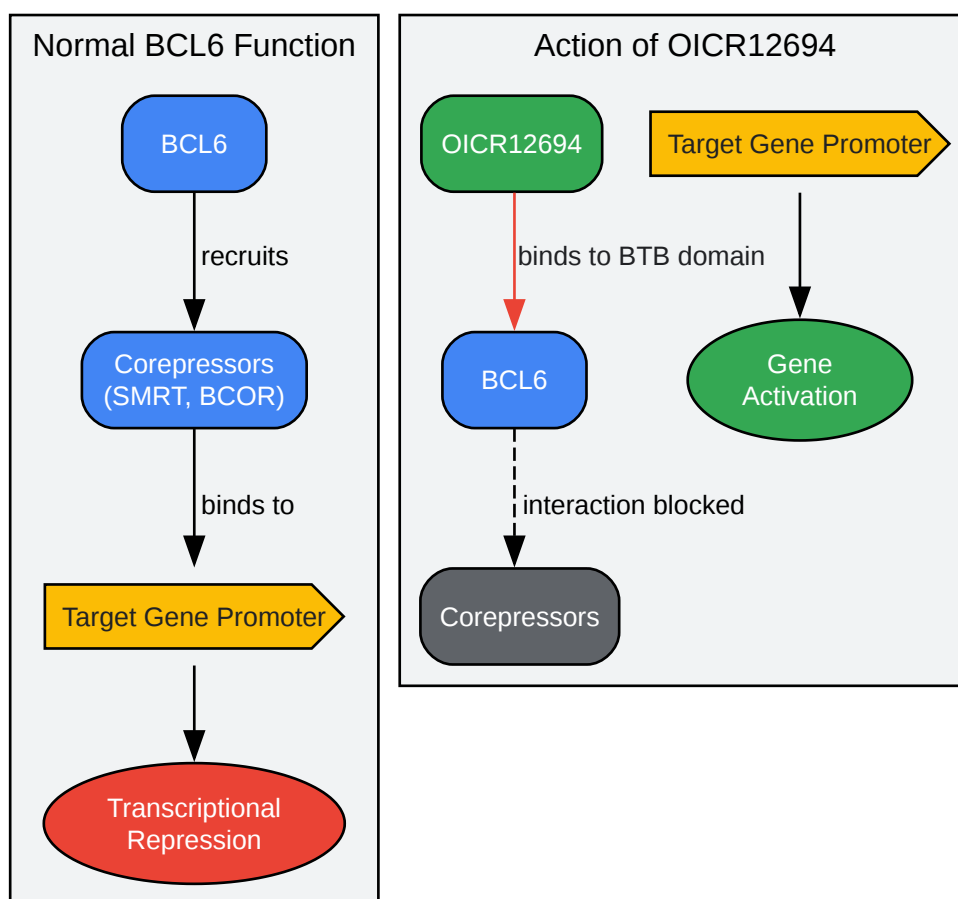 Normal BCL6 Function
BCL6
recruits
Corepressors
(SMRT, BCOR)
binds to
Target Gene Promoter
Transcriptional
Repression
Action of OICR12694
OICR12694
Target Gene Promoter
binds to BTB domain
BCL6
Gene
Activation
interaction blocked
Corepressors